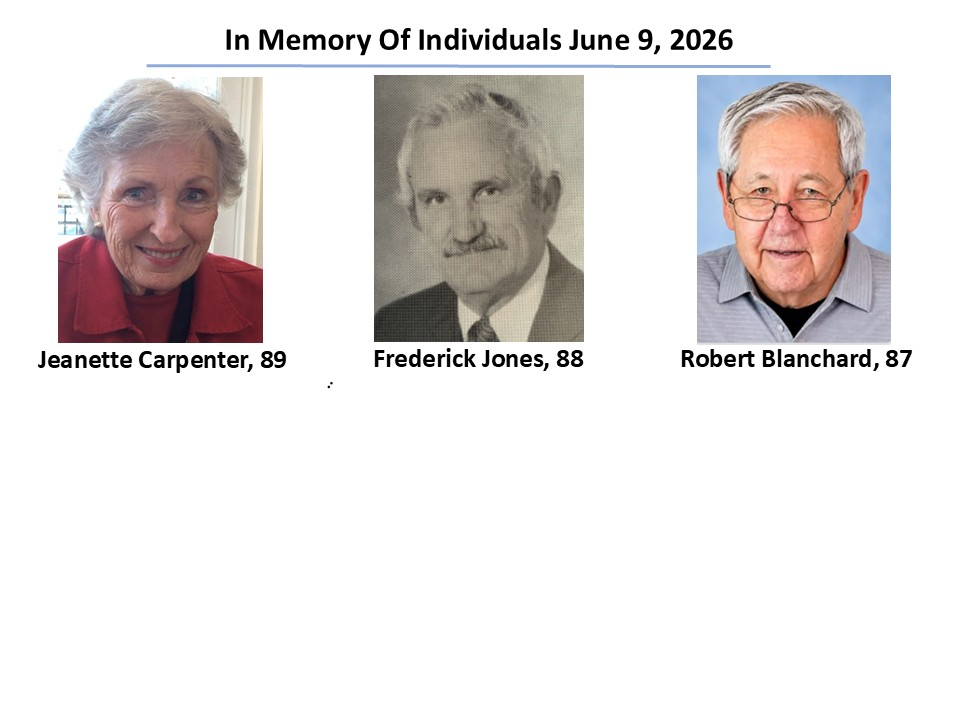 In Memory Of Individuals June 9, 2026
Jeanette Carpenter, 89
Frederick Jones, 88
Robert Blanchard, 87